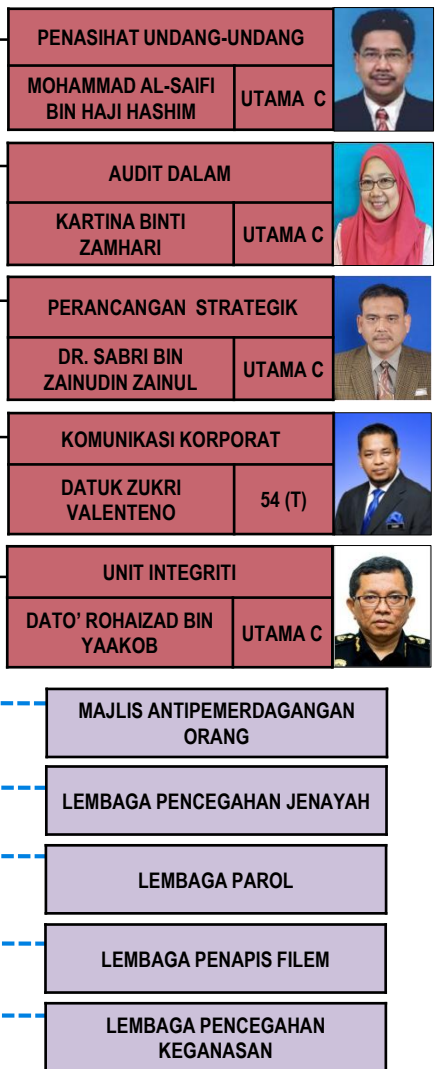 PENASIHAT UNDANG-UNDANG
MOHAMMAD AL-SAIFI
BIN HAJI HASHIM
UTAMA C
AUDIT DALAM
KARTINA BINTI
ZAMHARI
UTAMA C
PERANCANGAN STRATEGIK
DR. SABRI BIN
ZAINUDIN ZAINUL
UTAMA C
KOMUNIKASI KORPORAT
DATUK ZUKRI
VALENTENO
54 (T)
UNIT INTEGRITI
DATO’ ROHAIZAD BIN
YAAKOB
UTAMA C
MAJLIS ANTIPEMERDAGANGAN
ORANG
LEMBAGA PENCEGAHAN JENAYAH
LEMBAGA PAROL
LEMBAGA PENAPIS FILEM
LEMBAGA PENCEGAHAN
KEGANASAN